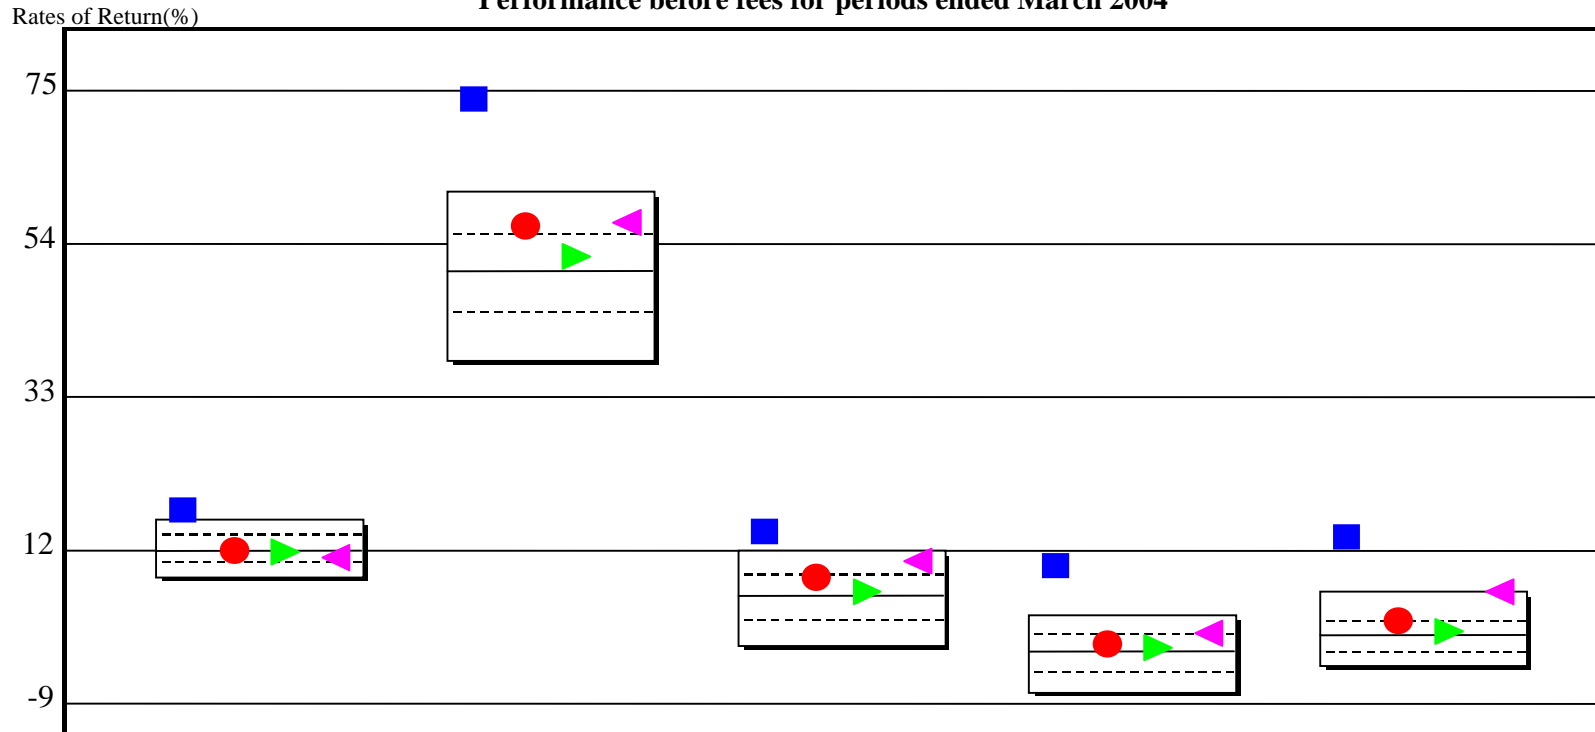 Performance before fees for periods ended March 2004
Rates of Return(%)
75
54
33
12
-9